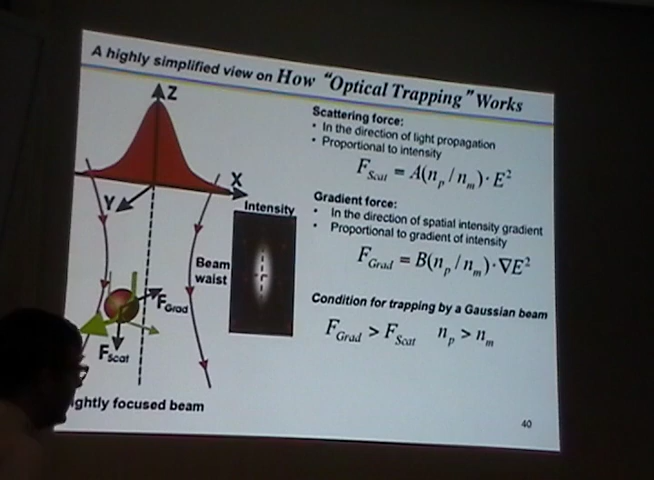 A highly simplified view on How "Optical Trapping" Works
Z
X
Y
Intensity
Beam
waist
F_Grad
F_Scat
ightly focused beam
Scattering force:
• In the direction of light propagation
• Proportional to intensity
F_Scat = A(n_p / n_m) · E²
Gradient force:
• In the direction of spatial intensity gradient
• Proportional to gradient of intensity
F_Grad = B(n_p / n_m) · ∇E²
Condition for trapping by a Gaussian beam
F_Grad > F_Scat n_p > n_m
40